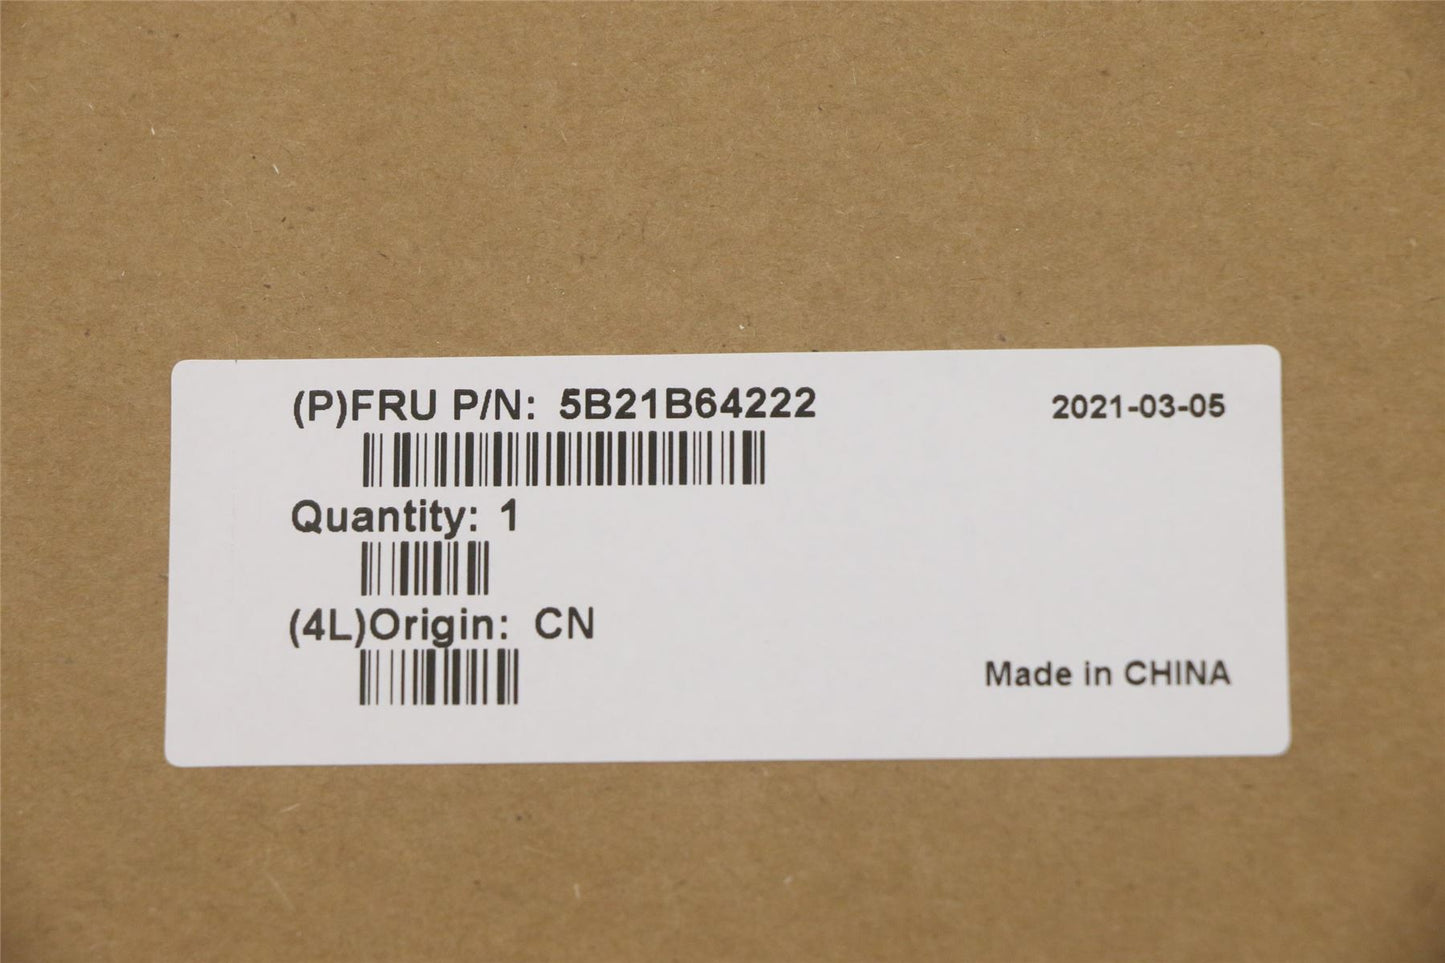 (P)FRU P/N: 5B21B64222
2021-03-05
Quantity: 1
(4L)Origin: CN
Made in CHINA